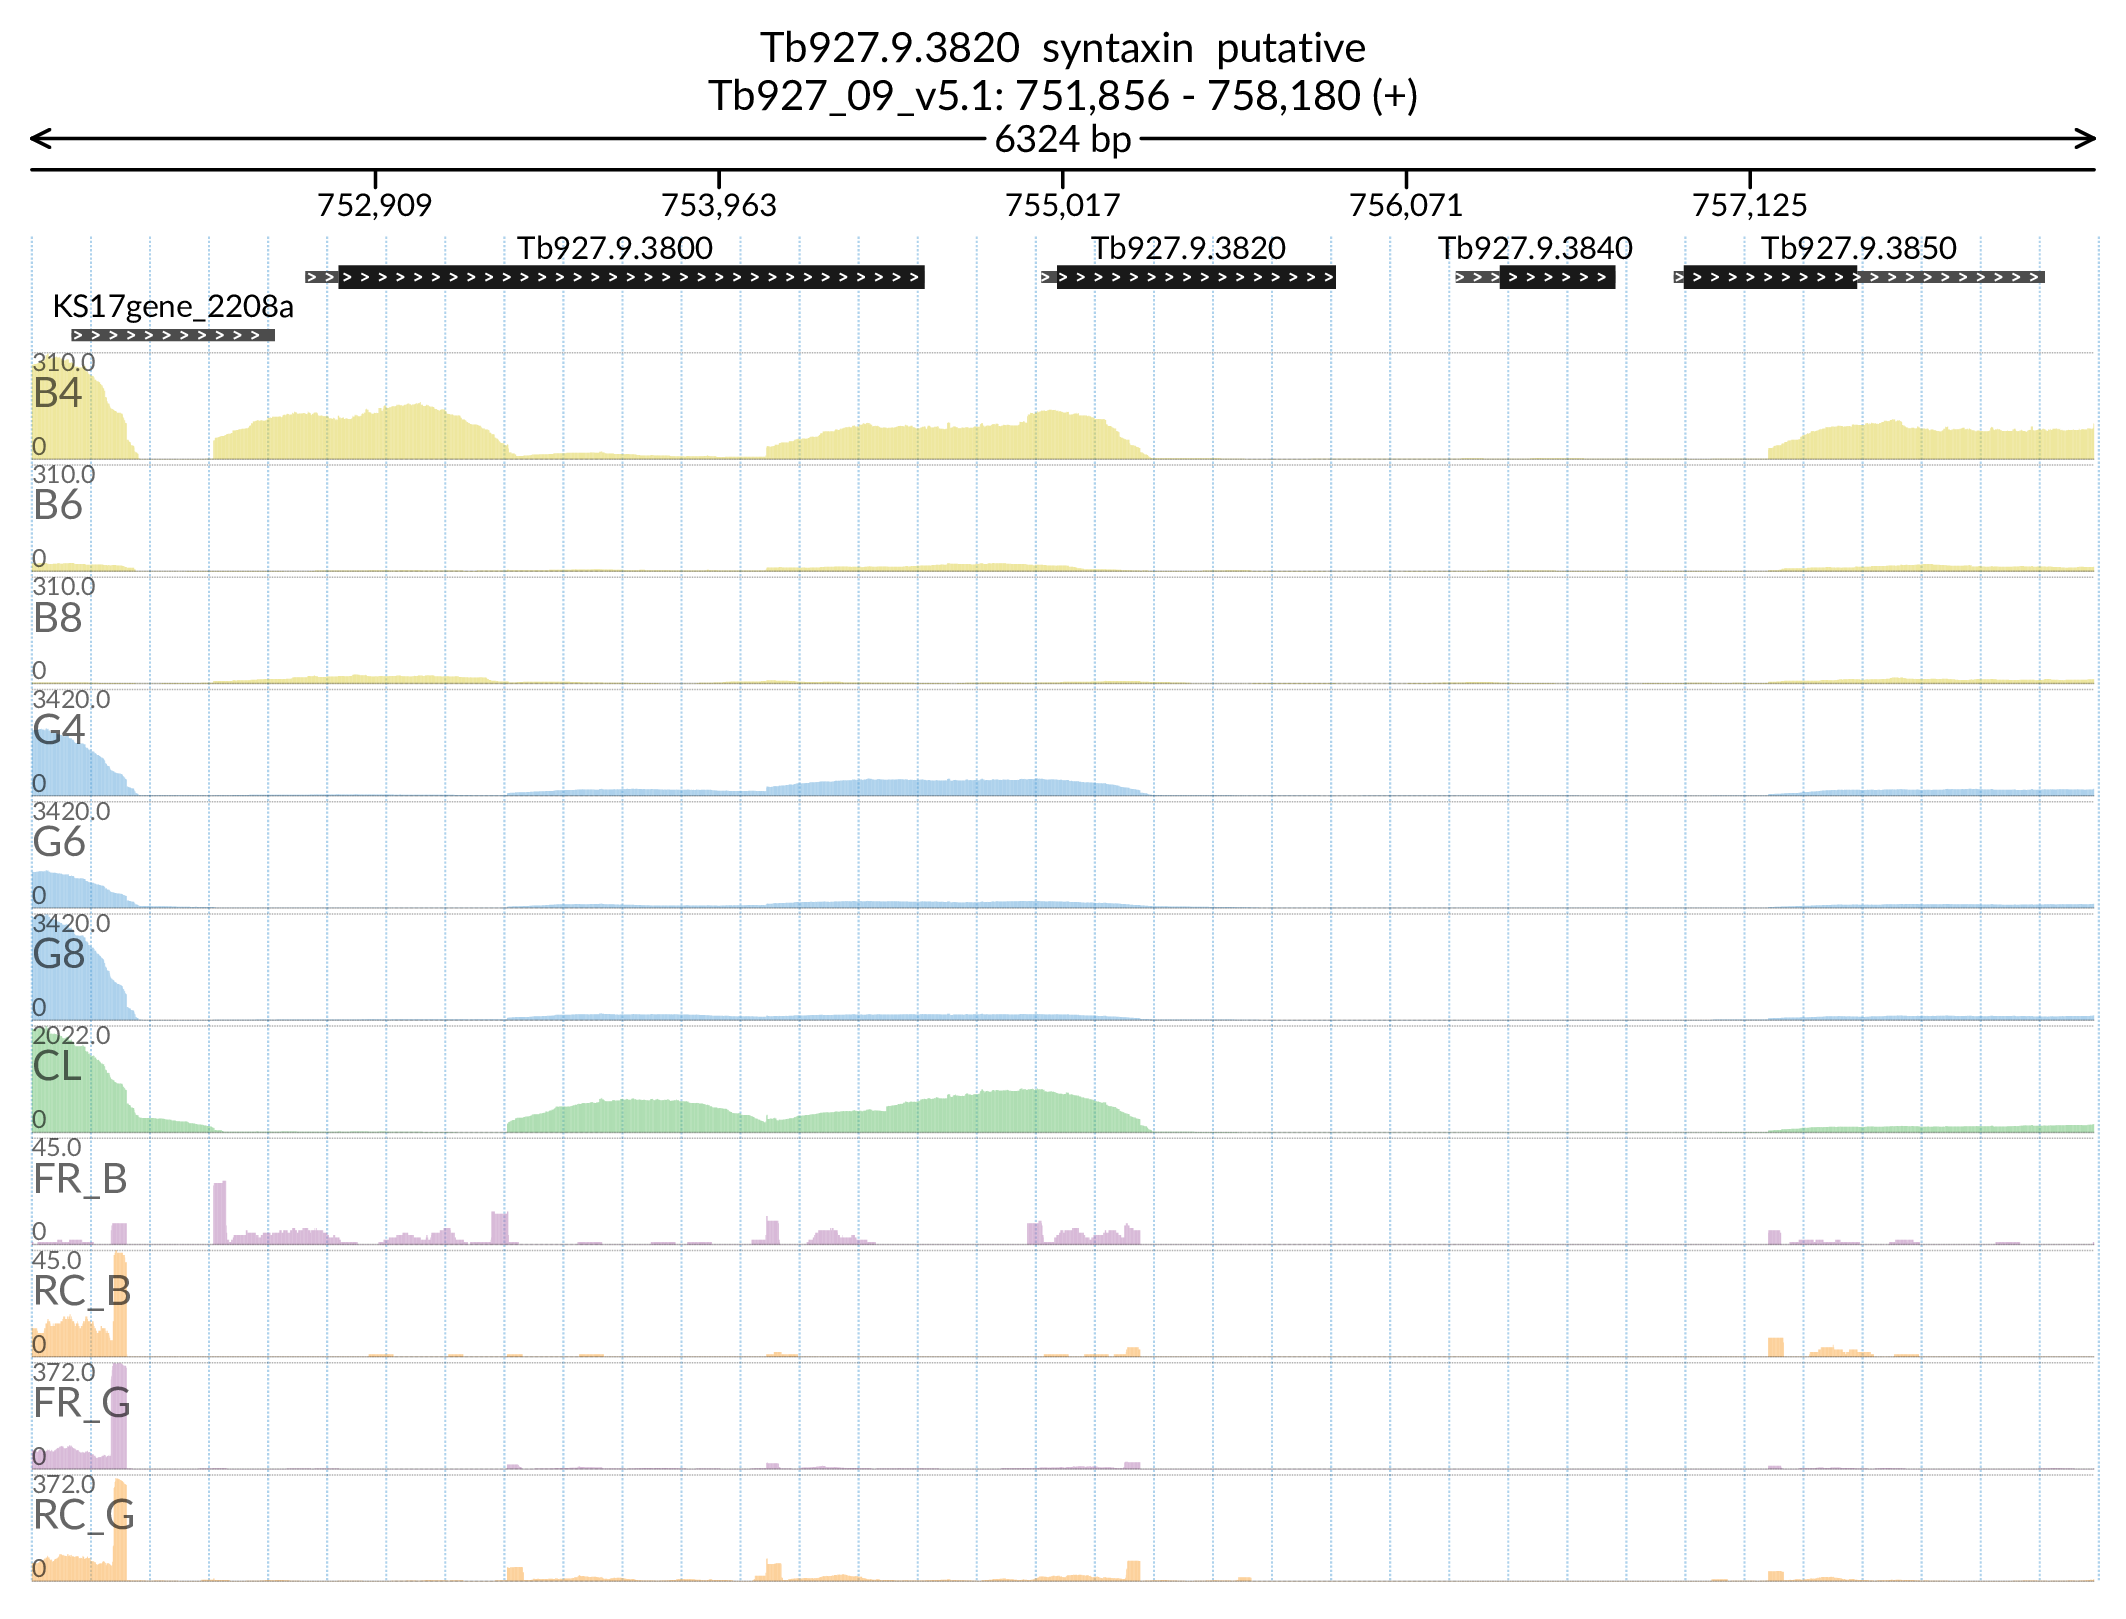 Tb927.9.3820 syntaxin putative
Tb927_09_v5.1: 751,856 - 758,180 (+)
6324 bp
752,909 753,963 755,017 756,071 757,125
Tb927.9.3800 Tb927.9.3820 Tb927.9.3840 Tb927.9.3850
KS17gene_2208a
310.0
B4
0
310.0
B6
0
310.0
B8
0
3420.0
G4
0
3420.0
G6
0
3420.0
G8
0
2022.0
CL
0
45.0
FR_B
0
45.0
RC_B
0
372.0
FR_G
0
372.0
RC_G
0